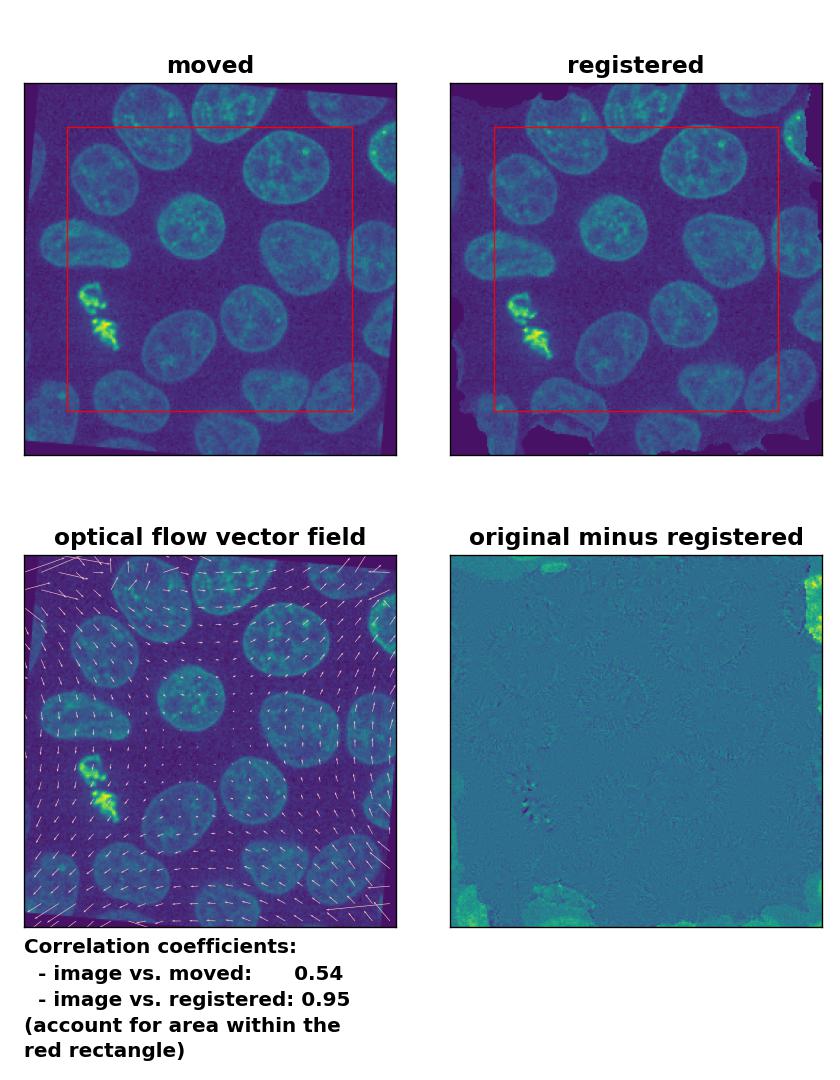 moved
registered
optical flow vector field
original minus registered
Correlation coefficients:
- image vs. moved: 0.54
- image vs. registered: 0.95
(account for area within the
red rectangle)